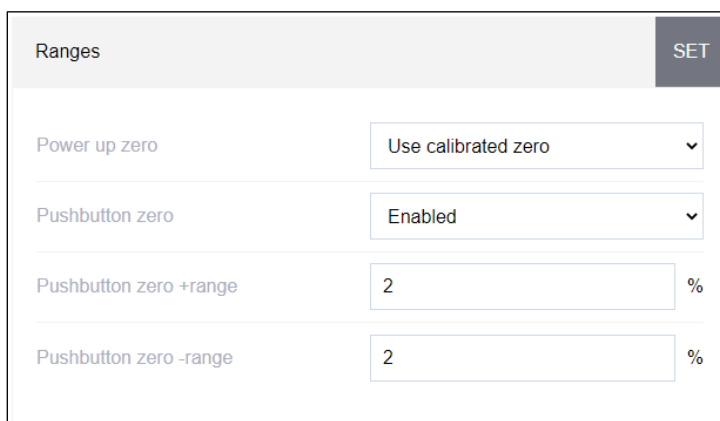 Ranges SET
Power up zero Use calibrated zero
Pushbutton zero Enabled
Pushbutton zero +range 2 %
Pushbutton zero -range 2 %